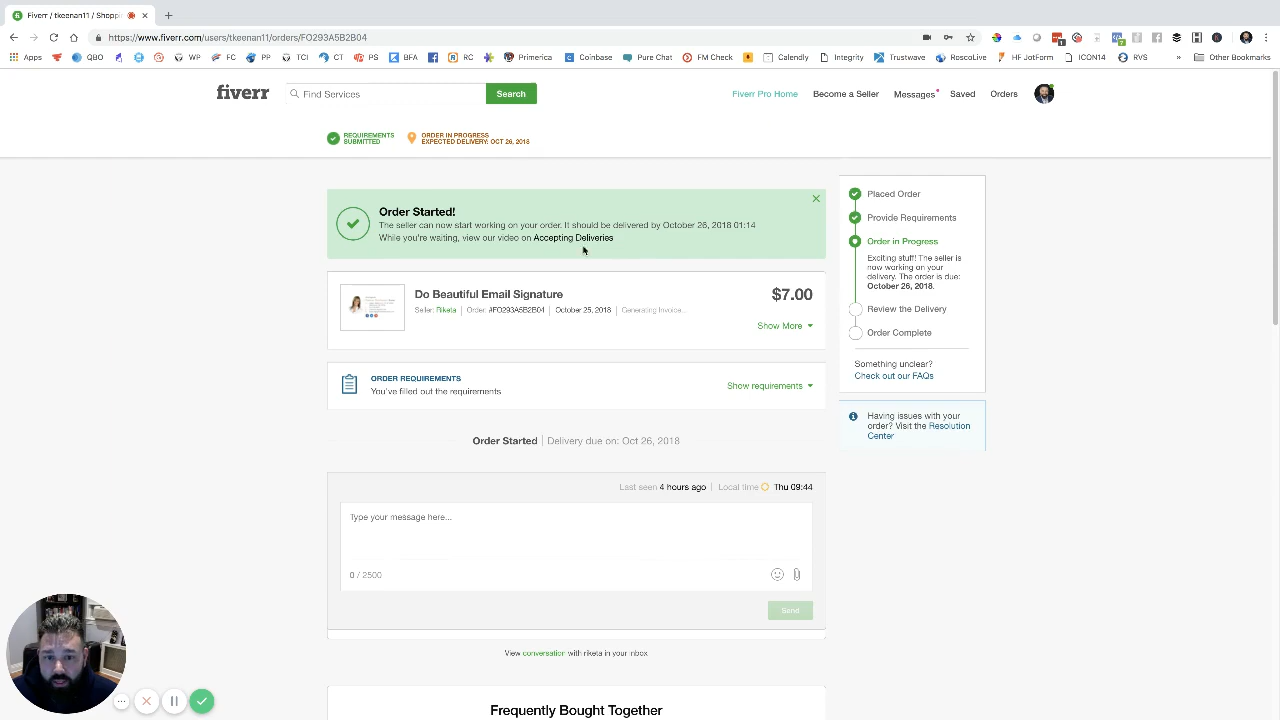 Fiverr / tkeenan11 / Shoppi
https://www.fiverr.com/users/tkeenan11/orders/FO293A5B2B04
Apps QBO WP FC PP CT PS BFA RC Primerica Coinbase Pure Chat FM Check Calendly Integrity Trustwave RoscoLive HF JotForm ICON14 RVS » Other Bookmarks
fiverr Find Services Search Fiverr Pro Home Become a Seller Messages Saved Orders
REQUIREMENTS
SUBMITTED
ORDER IN PROGRESS
EXPECTED DELIVERY: OCT 26, 2018
Order Started!
The seller can now start working on your order. It should be delivered by October 26, 2018 01:14
While you're waiting, view our video on Accepting Deliveries
Do Beautiful Email Signature $7.00
Seller: Riketa Order: #FO293A5B2B04 October 25, 2018 Generating Invoice...
Show More
ORDER REQUIREMENTS
You've filled out the requirements
Show requirements
Order Started Delivery due on: Oct 26, 2018
Last seen 4 hours ago Local time Thu 09:44
Type your message here...
0 / 2500
Send
View conversation with riketa in your inbox
Frequently Bought Together
Placed Order
Provide Requirements
Order in Progress
Exciting stuff! The seller is
now working on your
delivery. The order is due:
October 26, 2018.
Review the Delivery
Order Complete
Something unclear?
Check out our FAQs
Having issues with your
order? Visit the Resolution
Center